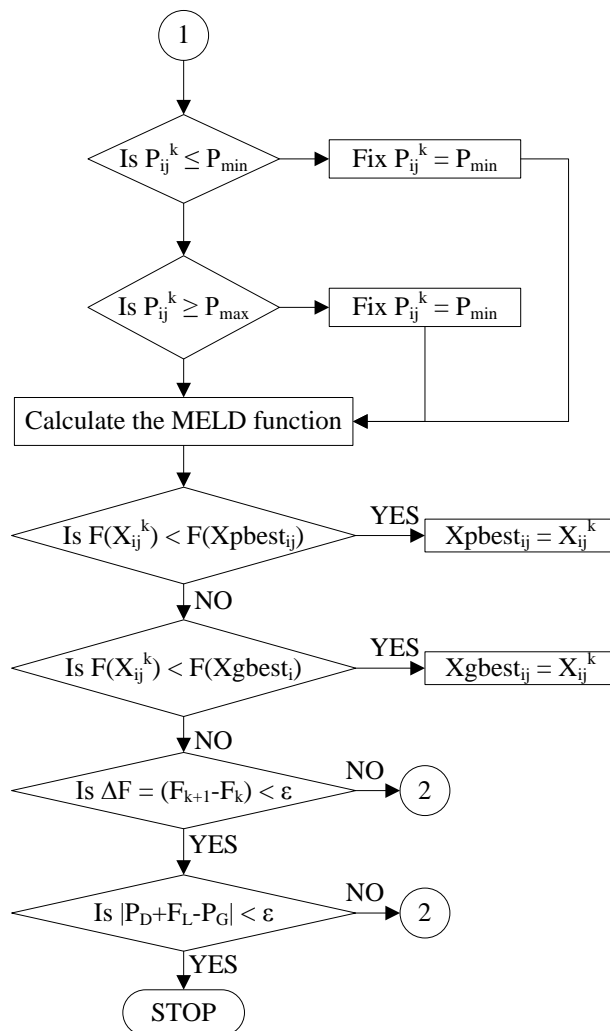 1
Is P_ij^k ≤ P_min
Fix P_ij^k = P_min
Is P_ij^k ≥ P_max
Fix P_ij^k = P_min
Calculate the MELD function
Is F(X_ij^k) < F(Xpbest_ij)
YES
Xpbest_ij = X_ij^k
NO
Is F(X_ij^k) < F(Xgbest_i)
YES
Xgbest_ij = X_ij^k
NO
Is ΔF = (F_k+1-F_k) < ε
NO
2
YES
Is |P_D+F_L-P_G| < ε
NO
2
YES
STOP